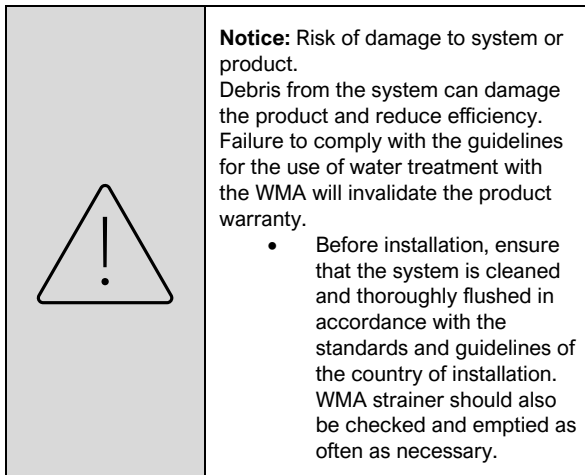 Notice: Risk of damage to system or
product.
Debris from the system can damage
the product and reduce efficiency.
Failure to comply with the guidelines
for the use of water treatment with
the WMA will invalidate the product
warranty.
• Before installation, ensure
that the system is cleaned
and thoroughly flushed in
accordance with the
standards and guidelines of
the country of installation.
WMA strainer should also
be checked and emptied as
often as necessary.